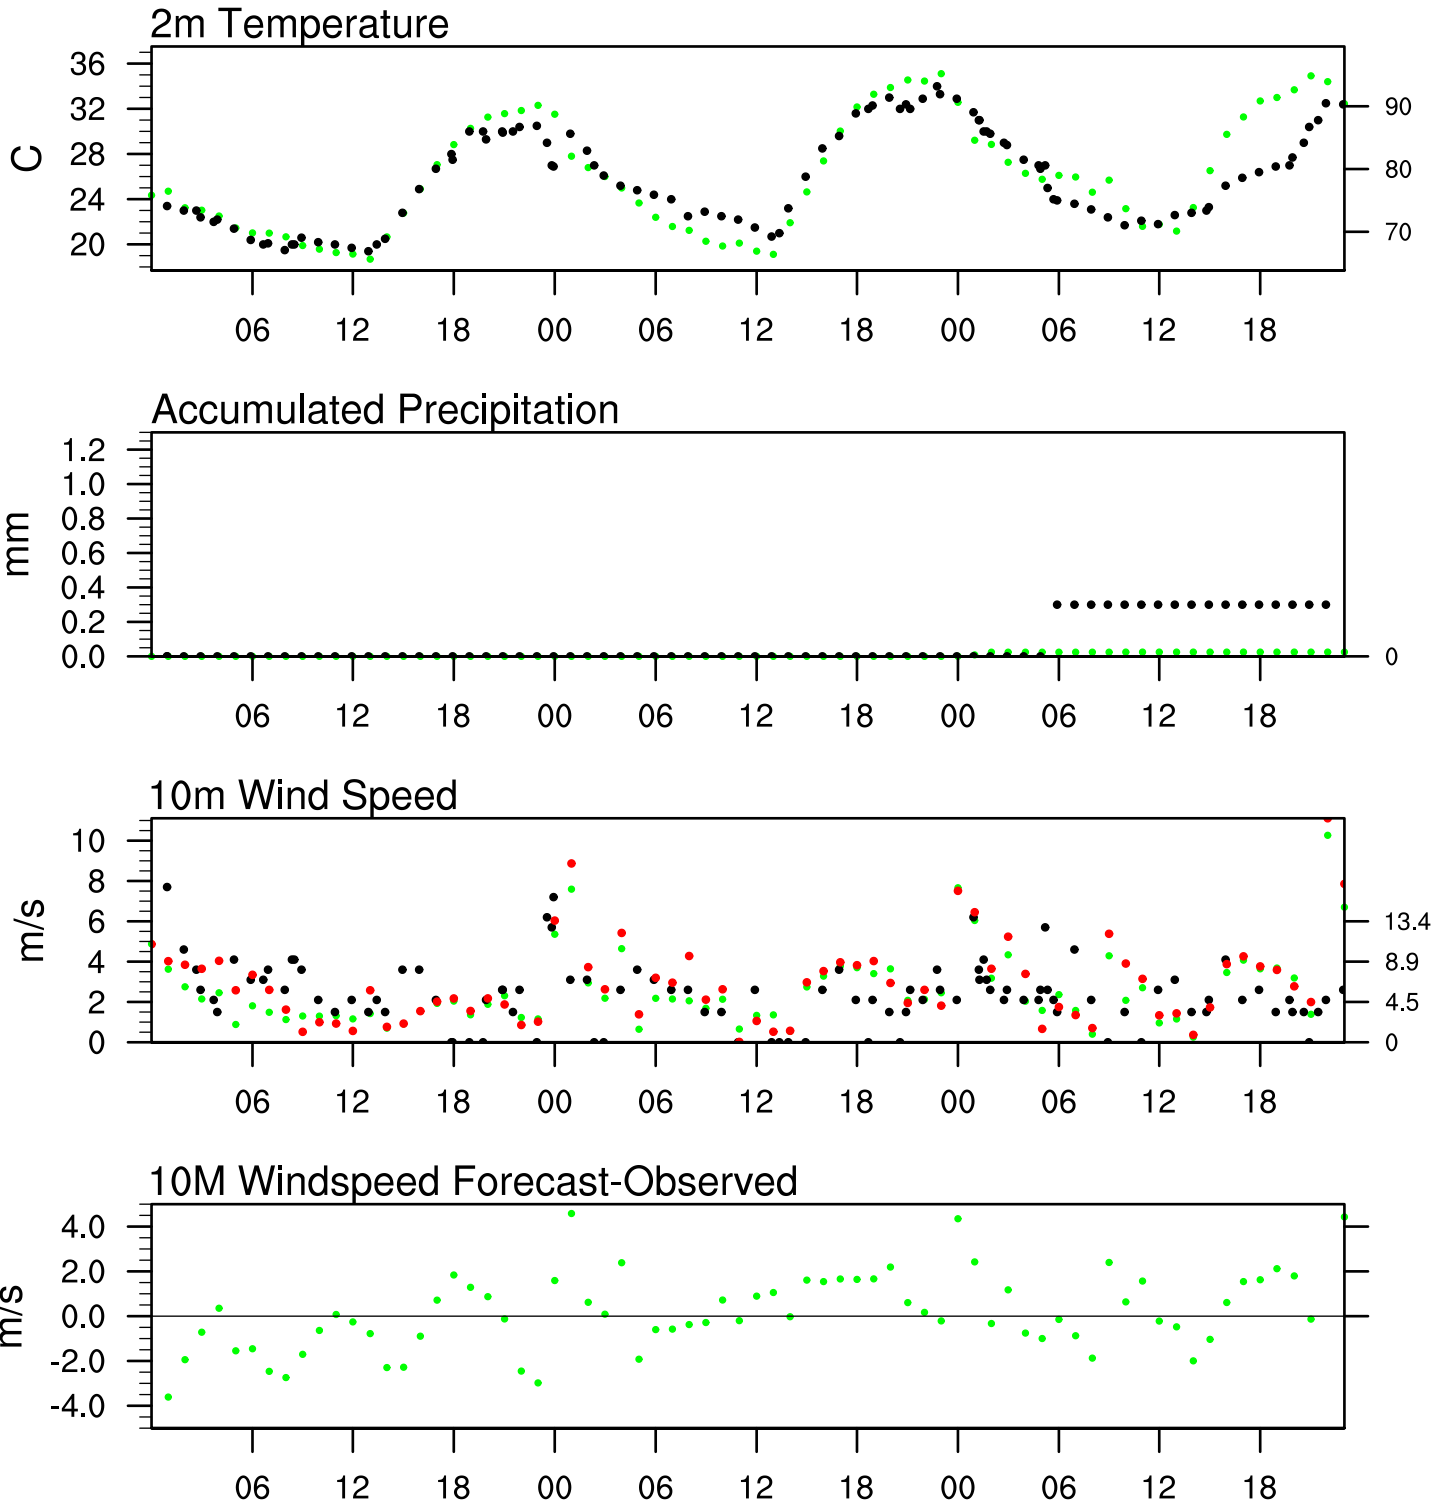 2m Temperature
36
32
28
24
20
C
90
80
70
06 12 18 00 06 12 18 00 06 12 18
Accumulated Precipitation
1.2
1.0
0.8
0.6
0.4
0.2
0.0
mm
0
06 12 18 00 06 12 18 00 06 12 18
10m Wind Speed
10
8
6
4
2
0
m/s
13.4
8.9
4.5
0
06 12 18 00 06 12 18 00 06 12 18
10M Windspeed Forecast-Observed
4.0
2.0
0.0
-2.0
-4.0
m/s
06 12 18 00 06 12 18 00 06 12 18